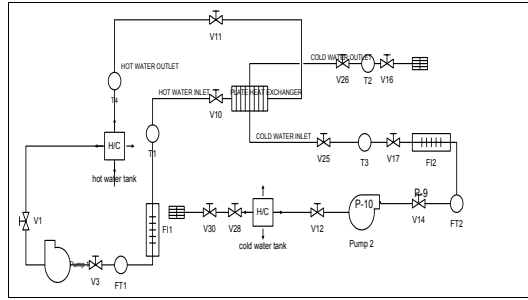 V11
HOT WATER OUTLET
COLD WATER OUTLET
V26
T2
V16
T4
HOT WATER INLET
PLATE HEAT EXCHANGER
V10
H/C
T1
COLD WATER INLET
V25
T3
V17
FI2
hot water tank
V1
FI1
V30
V28
H/C
V12
P-10
P-9
V14
FT2
cold water tank
Pump 2
Pump 1
V3
FT1